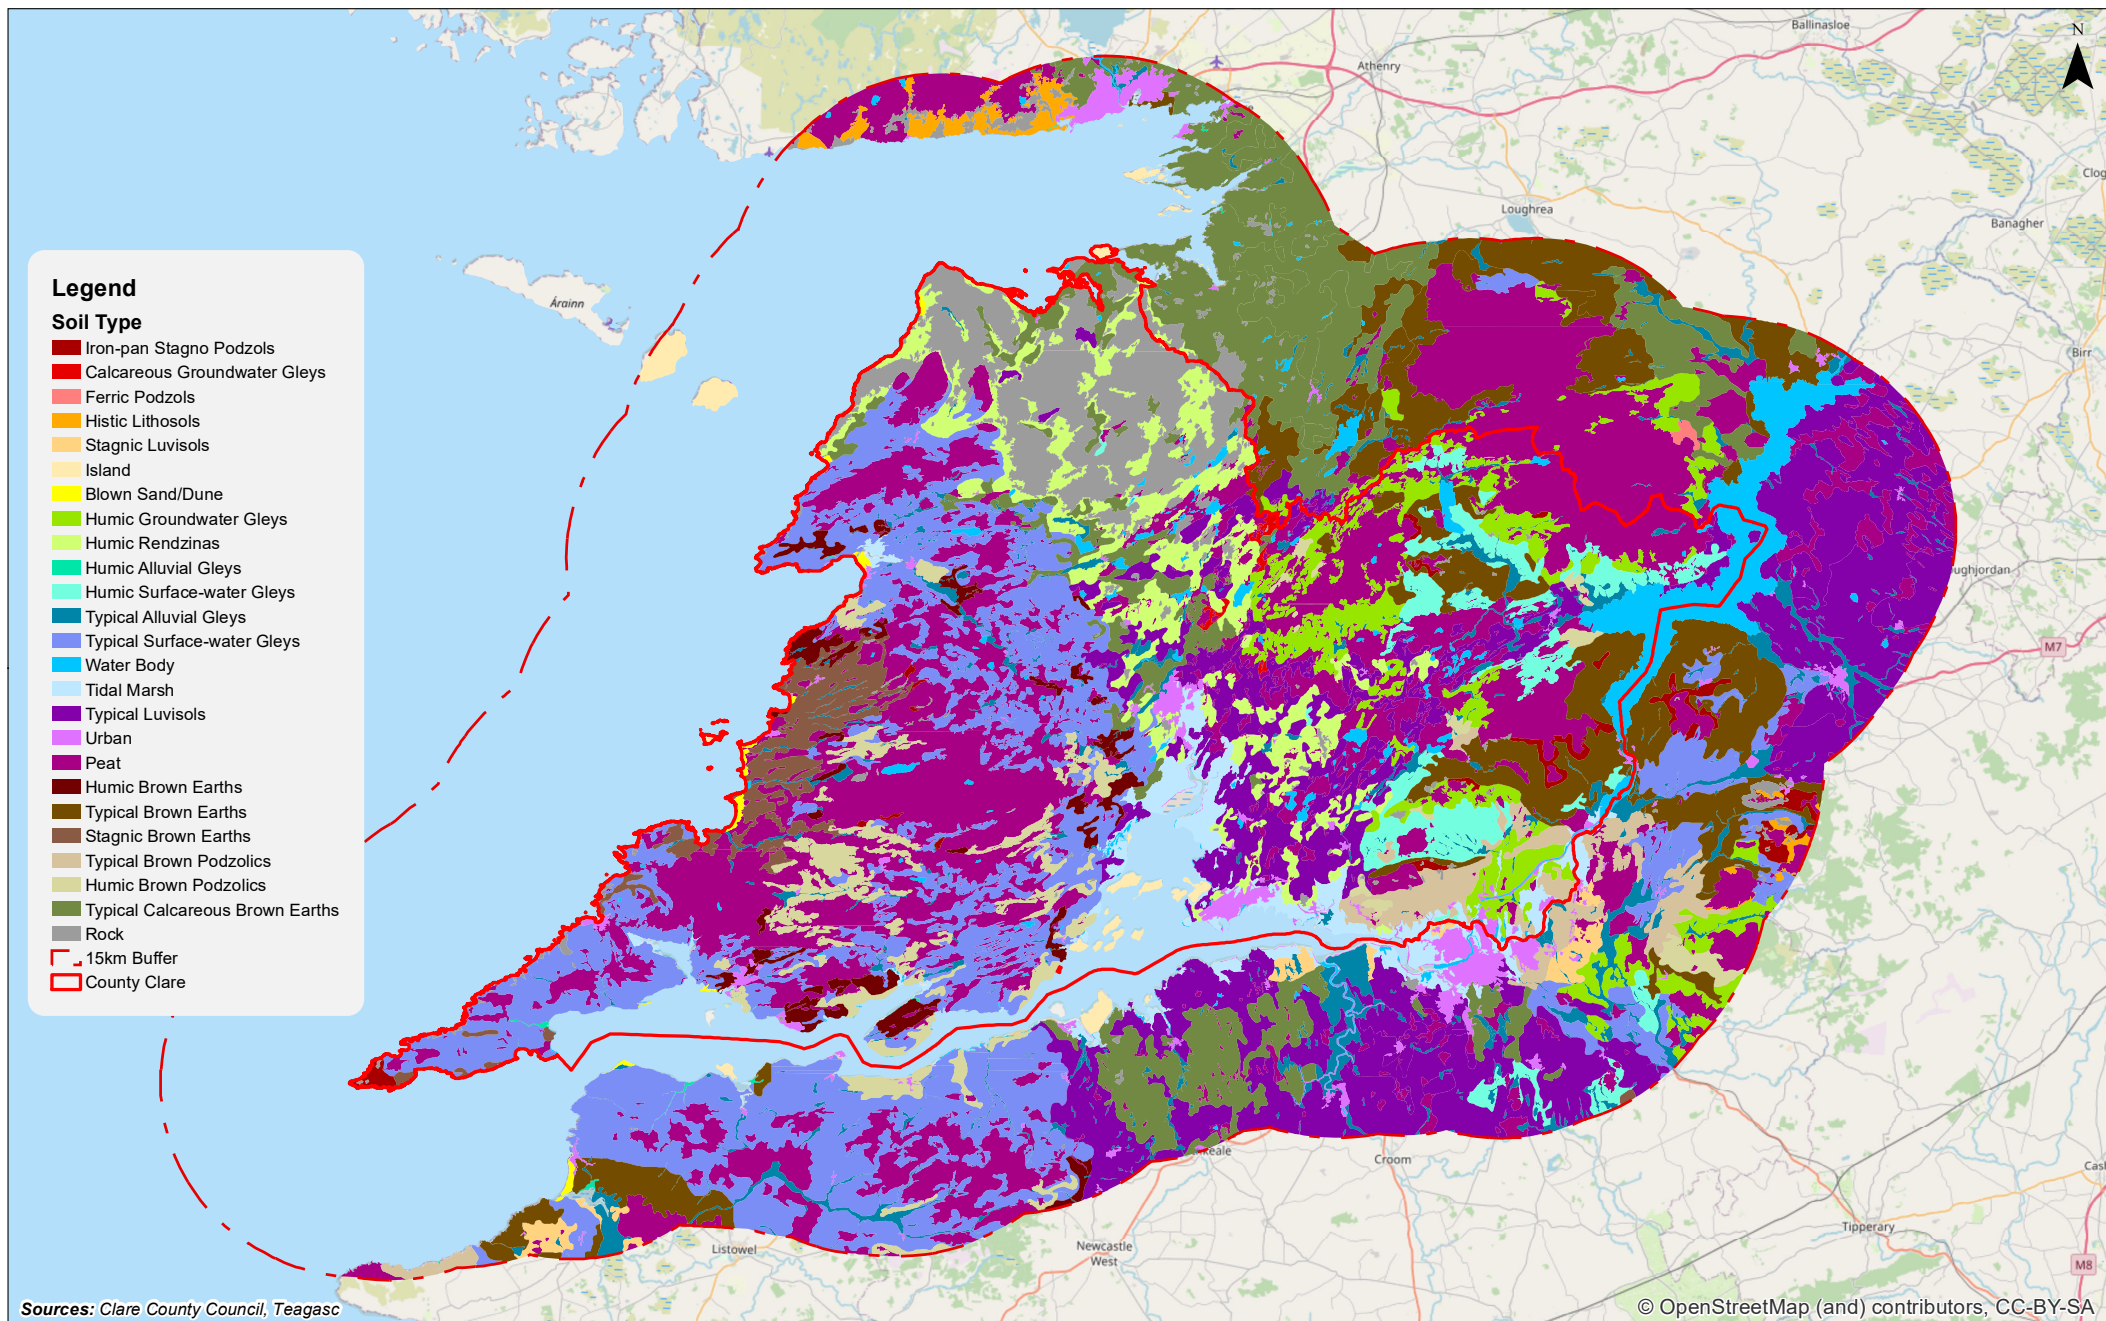 Ballinasloe
N
Athenry
Clog
Loughrea
Banagher
Legend
Soil Type
Iron-pan Stagno Podzols
Calcareous Groundwater Gleys
Ferric Podzols
Histic Lithosols
Stagnic Luvisols
Island
Blown Sand/Dune
Humic Groundwater Gleys
Humic Rendzinas
Humic Alluvial Gleys
Humic Surface-water Gleys
Typical Alluvial Gleys
Typical Surface-water Gleys
Water Body
Tidal Marsh
Typical Luvisols
Urban
Peat
Humic Brown Earths
Typical Brown Earths
Stagnic Brown Earths
Typical Brown Podzolics
Humic Brown Podzolics
Typical Calcareous Brown Earths
Rock
15km Buffer
County Clare
Árainn
Birr
oughjordan
M7
keale
Croom
Cash
Tipperary
Listowel
Newcastle
West
M8
Sources: Clare County Council, Teagasc
© OpenStreetMap (and) contributors, CC-BY-SA